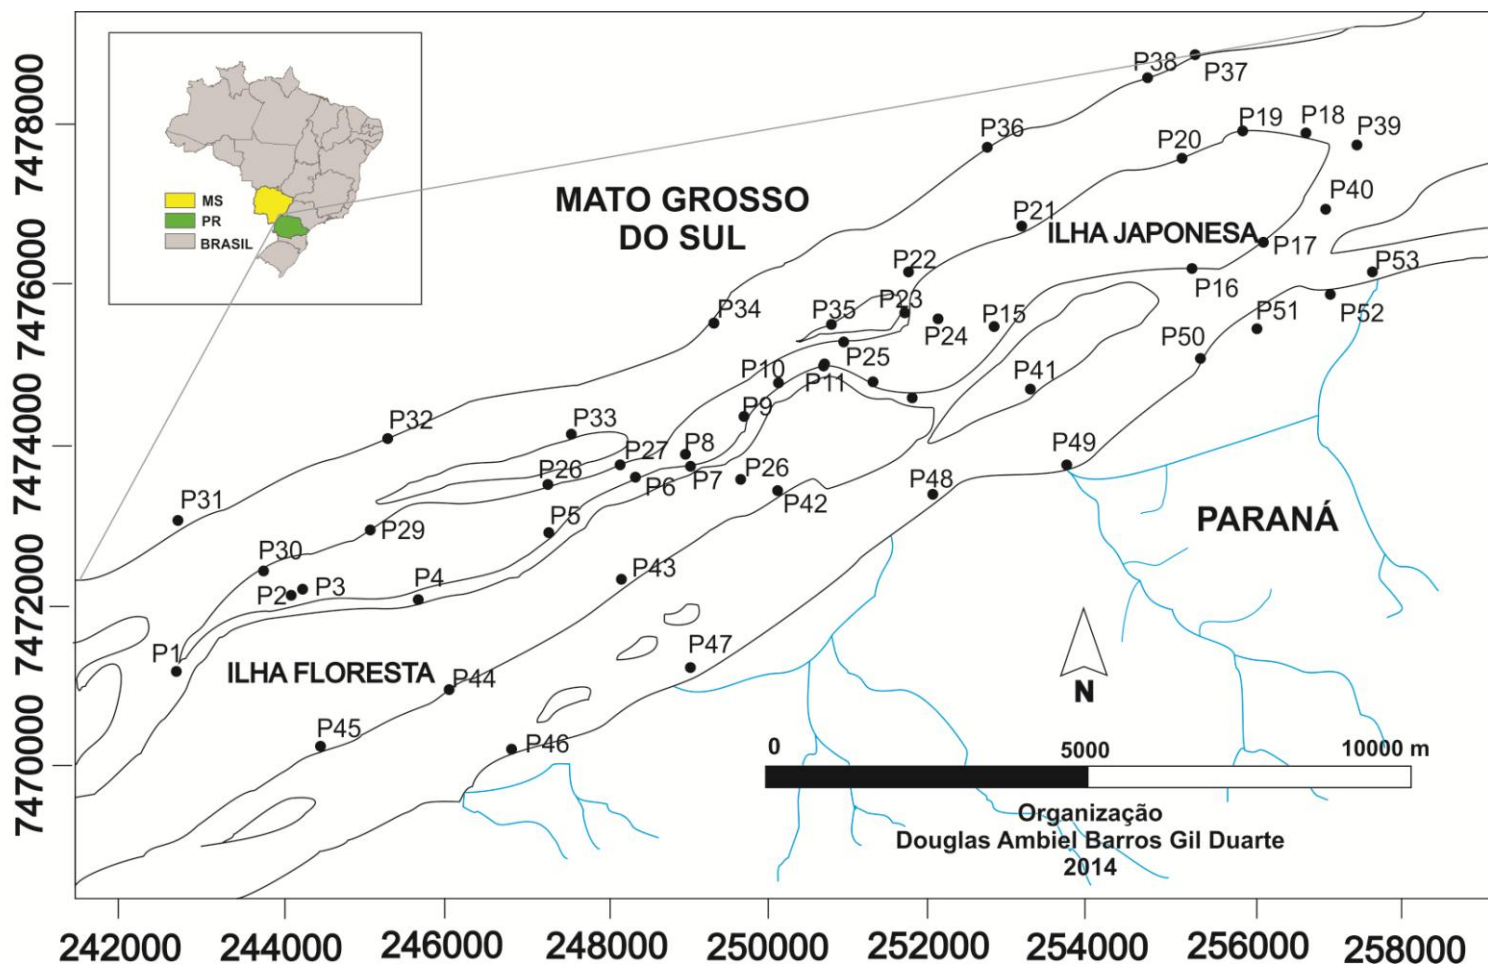 MS
PR
BRASIL
MATO GROSSO
DO SUL
ILHA JAPONESA
ILHA FLORESTA
PARANÁ
P38
P37
P36
P19
P18
P39
P20
P40
P21
P17
P22
P16
P53
P23
P52
P34
P35
P24
P15
P51
P50
P25
P10
P11
P41
P9
P33
P32
P27
P8
P49
P26
P6
P7
P26
P48
P42
P31
P29
P5
P30
P43
P2
P3
P4
P47
P1
P44
P45
P46
N
0
5000
10000 m
Organização
Douglas Ambiel Barros Gil Duarte
2014
7478000
7476000
7474000
7472000
7470000
242000
244000
246000
248000
250000
252000
254000
256000
258000